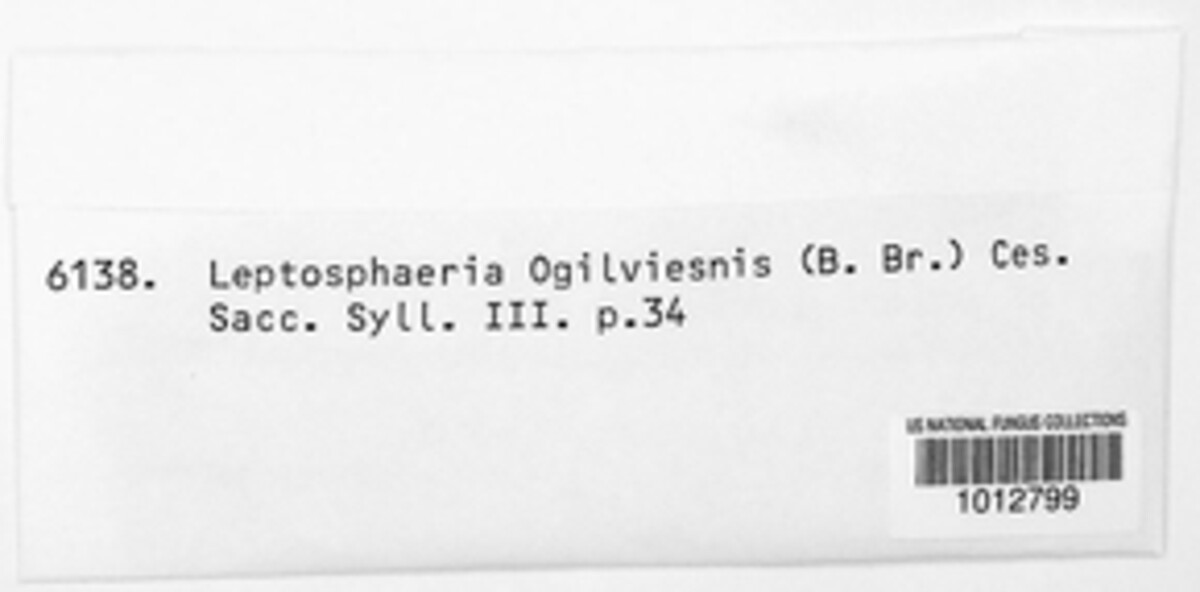 6138. Leptosphaeria Ogilviesnis (B. Br.) Ces.
Sacc. Syll. III. p.34
US NATIONAL FUNGUS COLLECTIONS
1012799